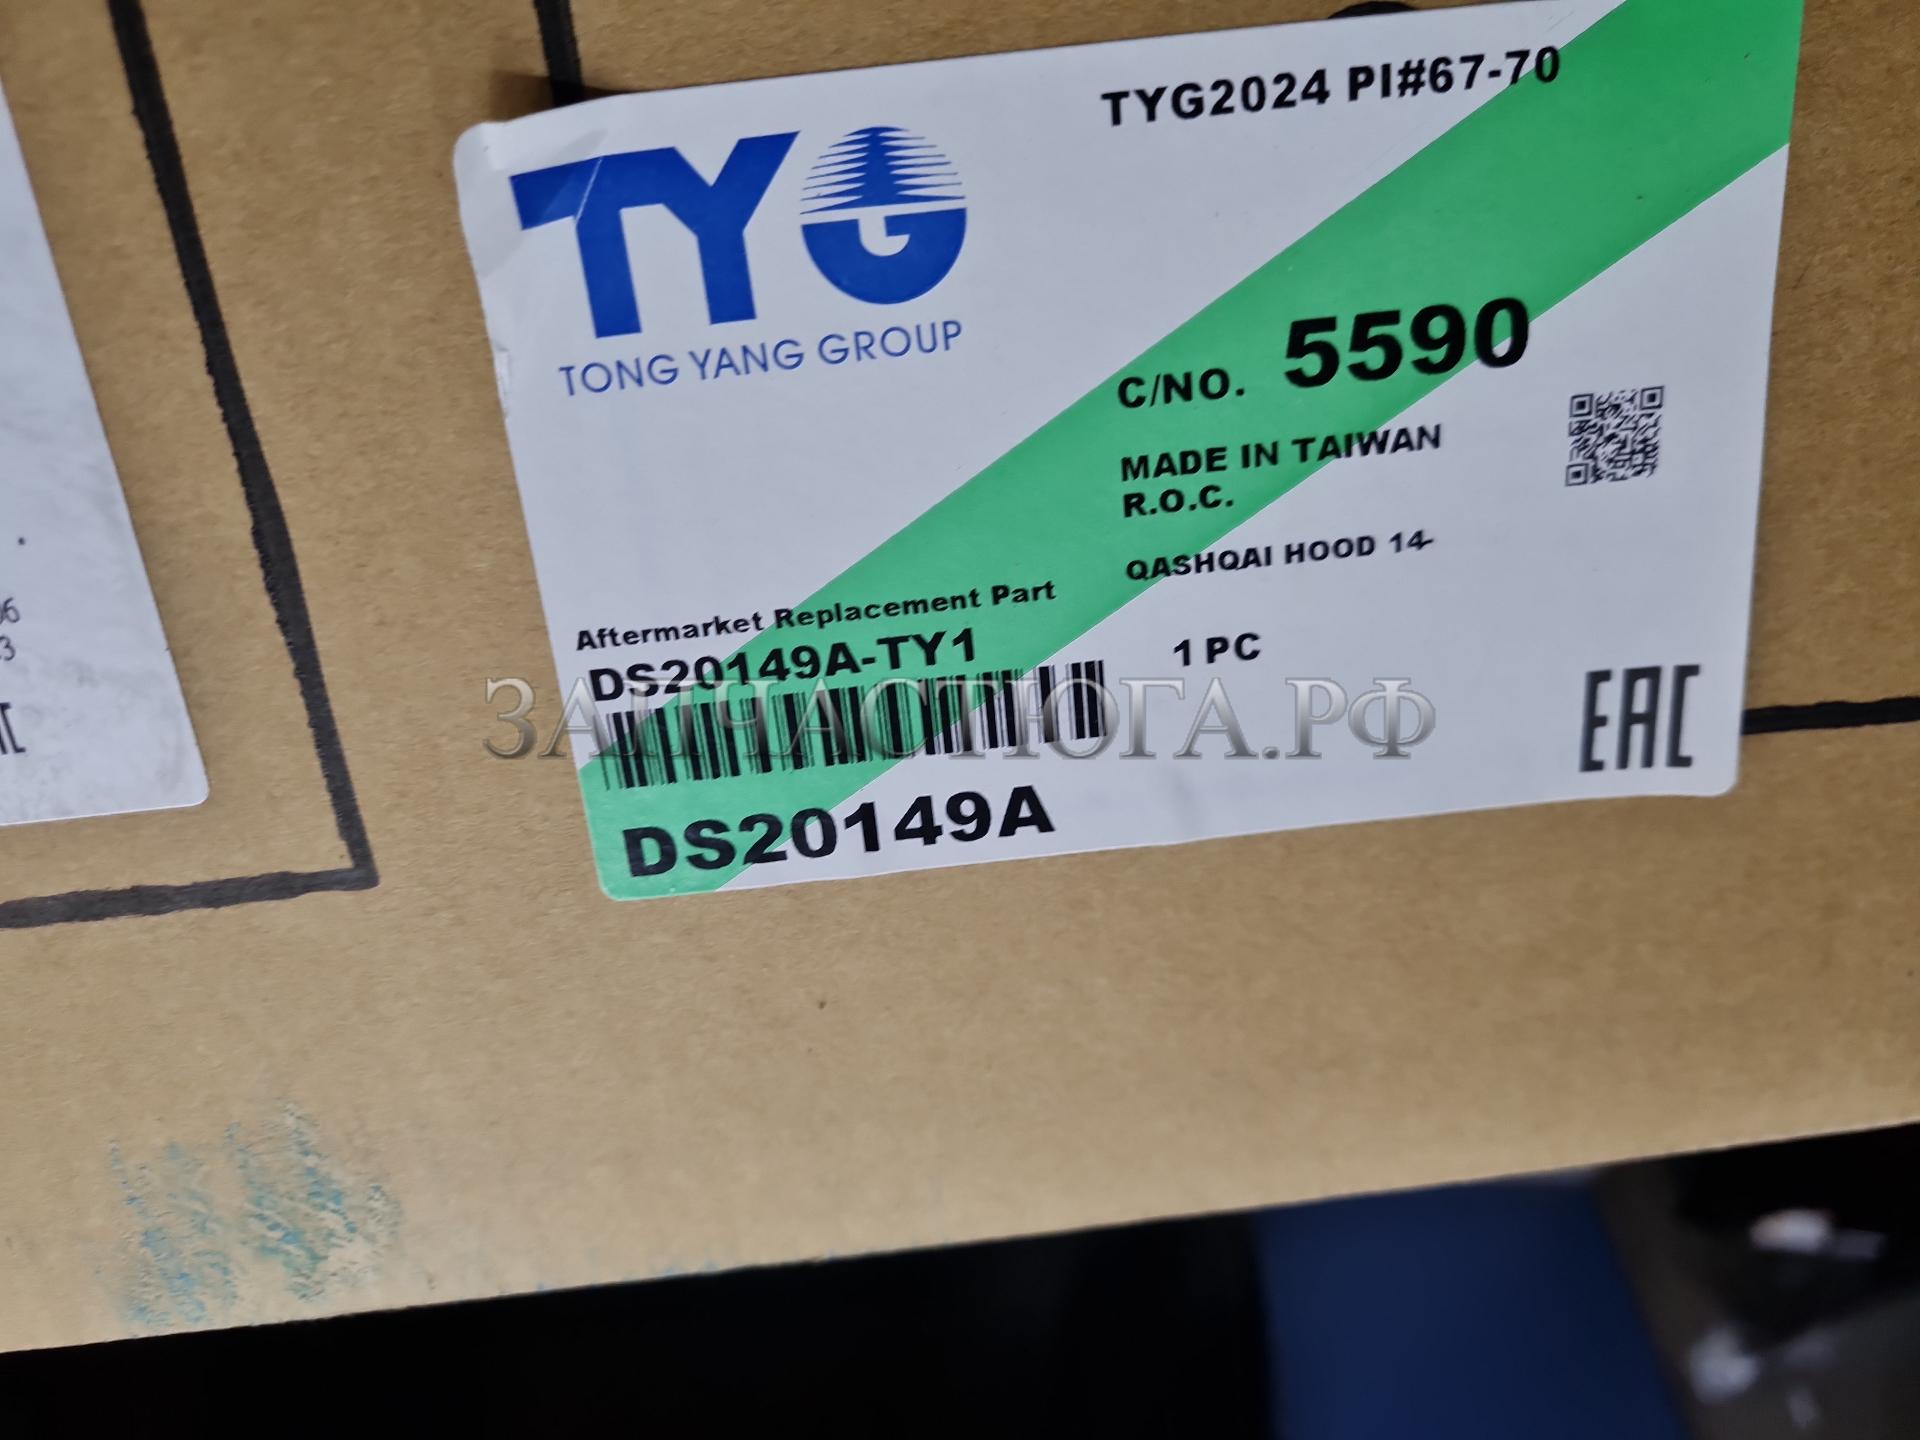 TYG2024 PI#67-70
TYG
TONG YANG GROUP
C/NO. 5590
MADE IN TAIWAN
R.O.C.
QASHQAI HOOD 14-
Aftermarket Replacement Part
DS20149A-TY1
1 PC
ЗАПЧАСТЮГА.РФ
EAC
DS20149A